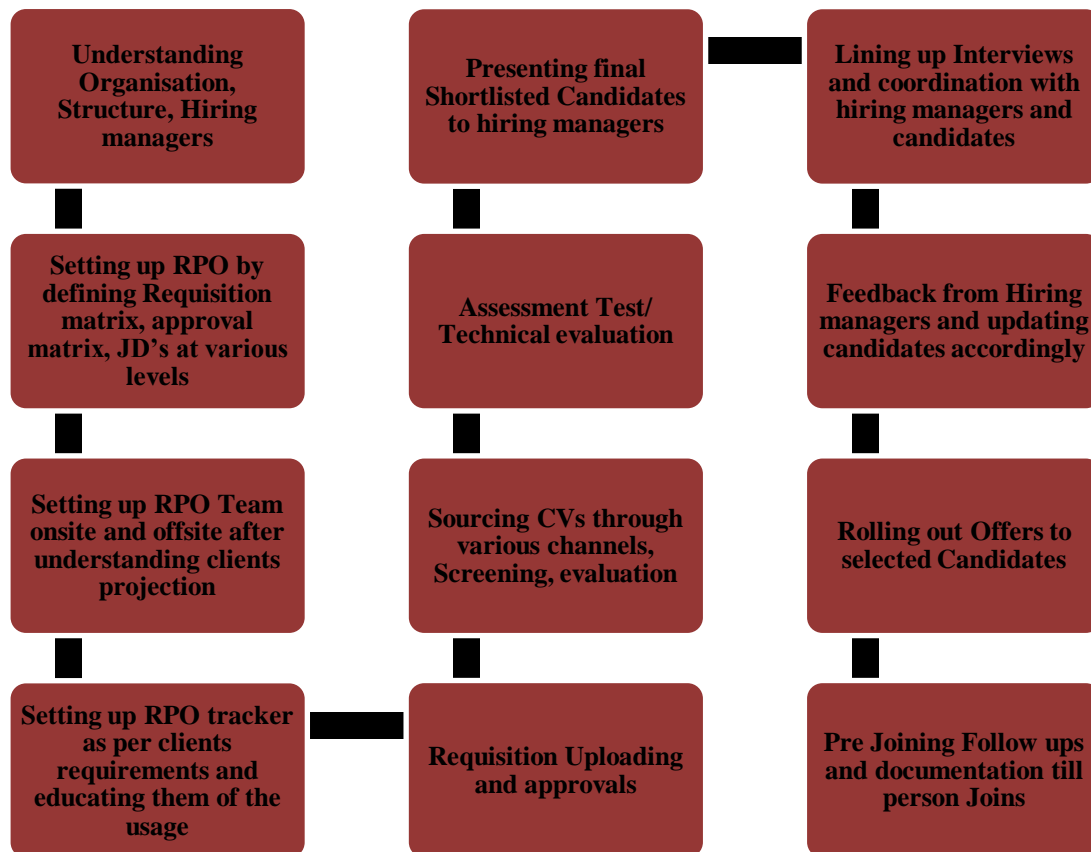 Understanding
Organisation,
Structure, Hiring
managers
Setting up RPO by
defining Requisition
matrix, approval
matrix, JD’s at various
levels
Setting up RPO Team
onsite and offsite after
understanding clients
projection
Setting up RPO tracker
as per clients
requirements and
educating them of the
usage
Requisition Uploading
and approvals
Sourcing CVs through
various channels,
Screening, evaluation
Assessment Test/
Technical evaluation
Presenting final
Shortlisted Candidates
to hiring managers
Lining up Interviews
and coordination with
hiring managers and
candidates
Feedback from Hiring
managers and updating
candidates accordingly
Rolling out Offers to
selected Candidates
Pre Joining Follow ups
and documentation till
person Joins